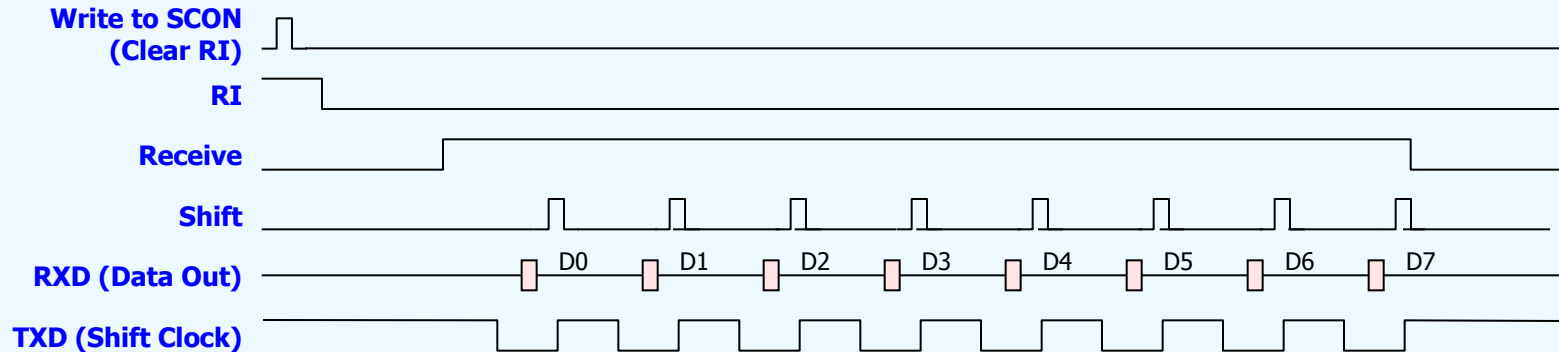 Write to SCON
(Clear RI)
RI
Receive
Shift
D0 D1 D2 D3 D4 D5 D6 D7
RXD (Data Out)
TXD (Shift Clock)